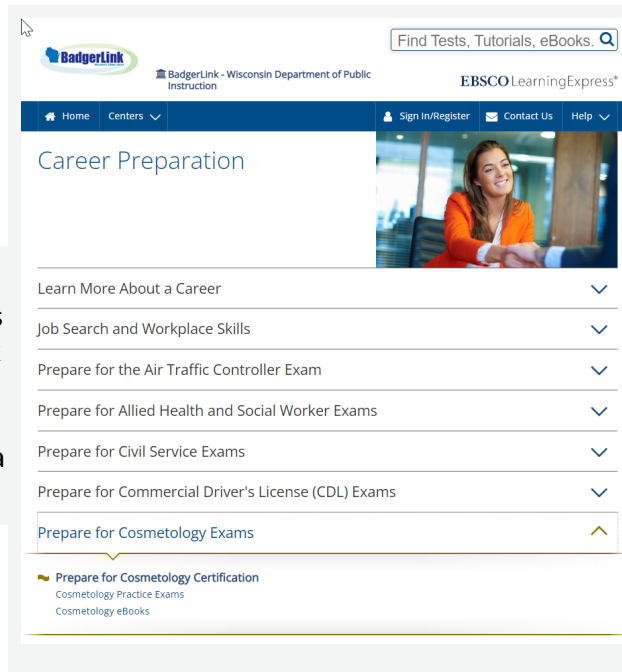 BadgerLink
Find Tests, Tutorials, eBooks.
BadgerLink - Wisconsin Department of Public
Instruction
EBSCO LearningExpress®
Home Centers Sign In/Register Contact Us Help
Career Preparation
Learn More About a Career
Job Search and Workplace Skills
Prepare for the Air Traffic Controller Exam
Prepare for Allied Health and Social Worker Exams
Prepare for Civil Service Exams
Prepare for Commercial Driver's License (CDL) Exams
Prepare for Cosmetology Exams
Prepare for Cosmetology Certification
Cosmetology Practice Exams
Cosmetology eBooks